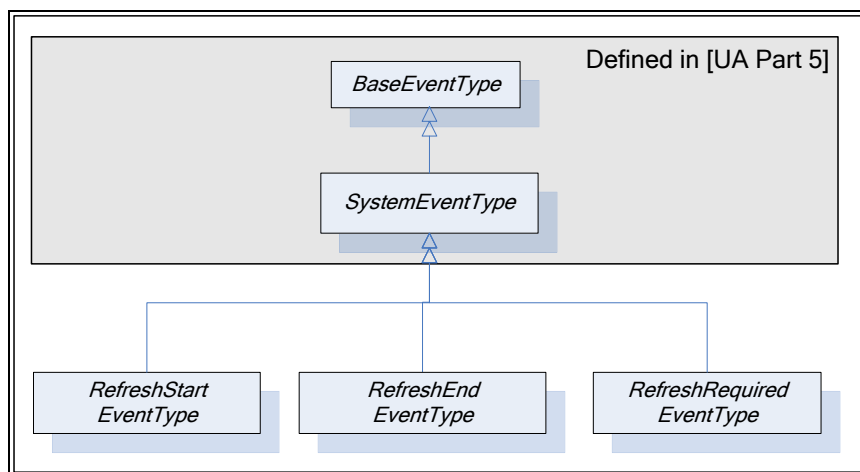 Defined in [UA Part 5]
BaseEventType
SystemEventType
RefreshStart
EventType
RefreshEnd
EventType
RefreshRequired
EventType